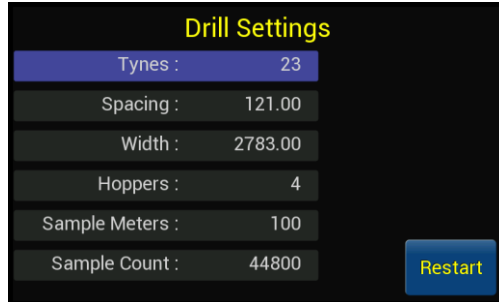 Drill Settings
Tynes : 23
Spacing : 121.00
Width : 2783.00
Hoppers : 4
Sample Meters : 100
Sample Count : 44800
Restart